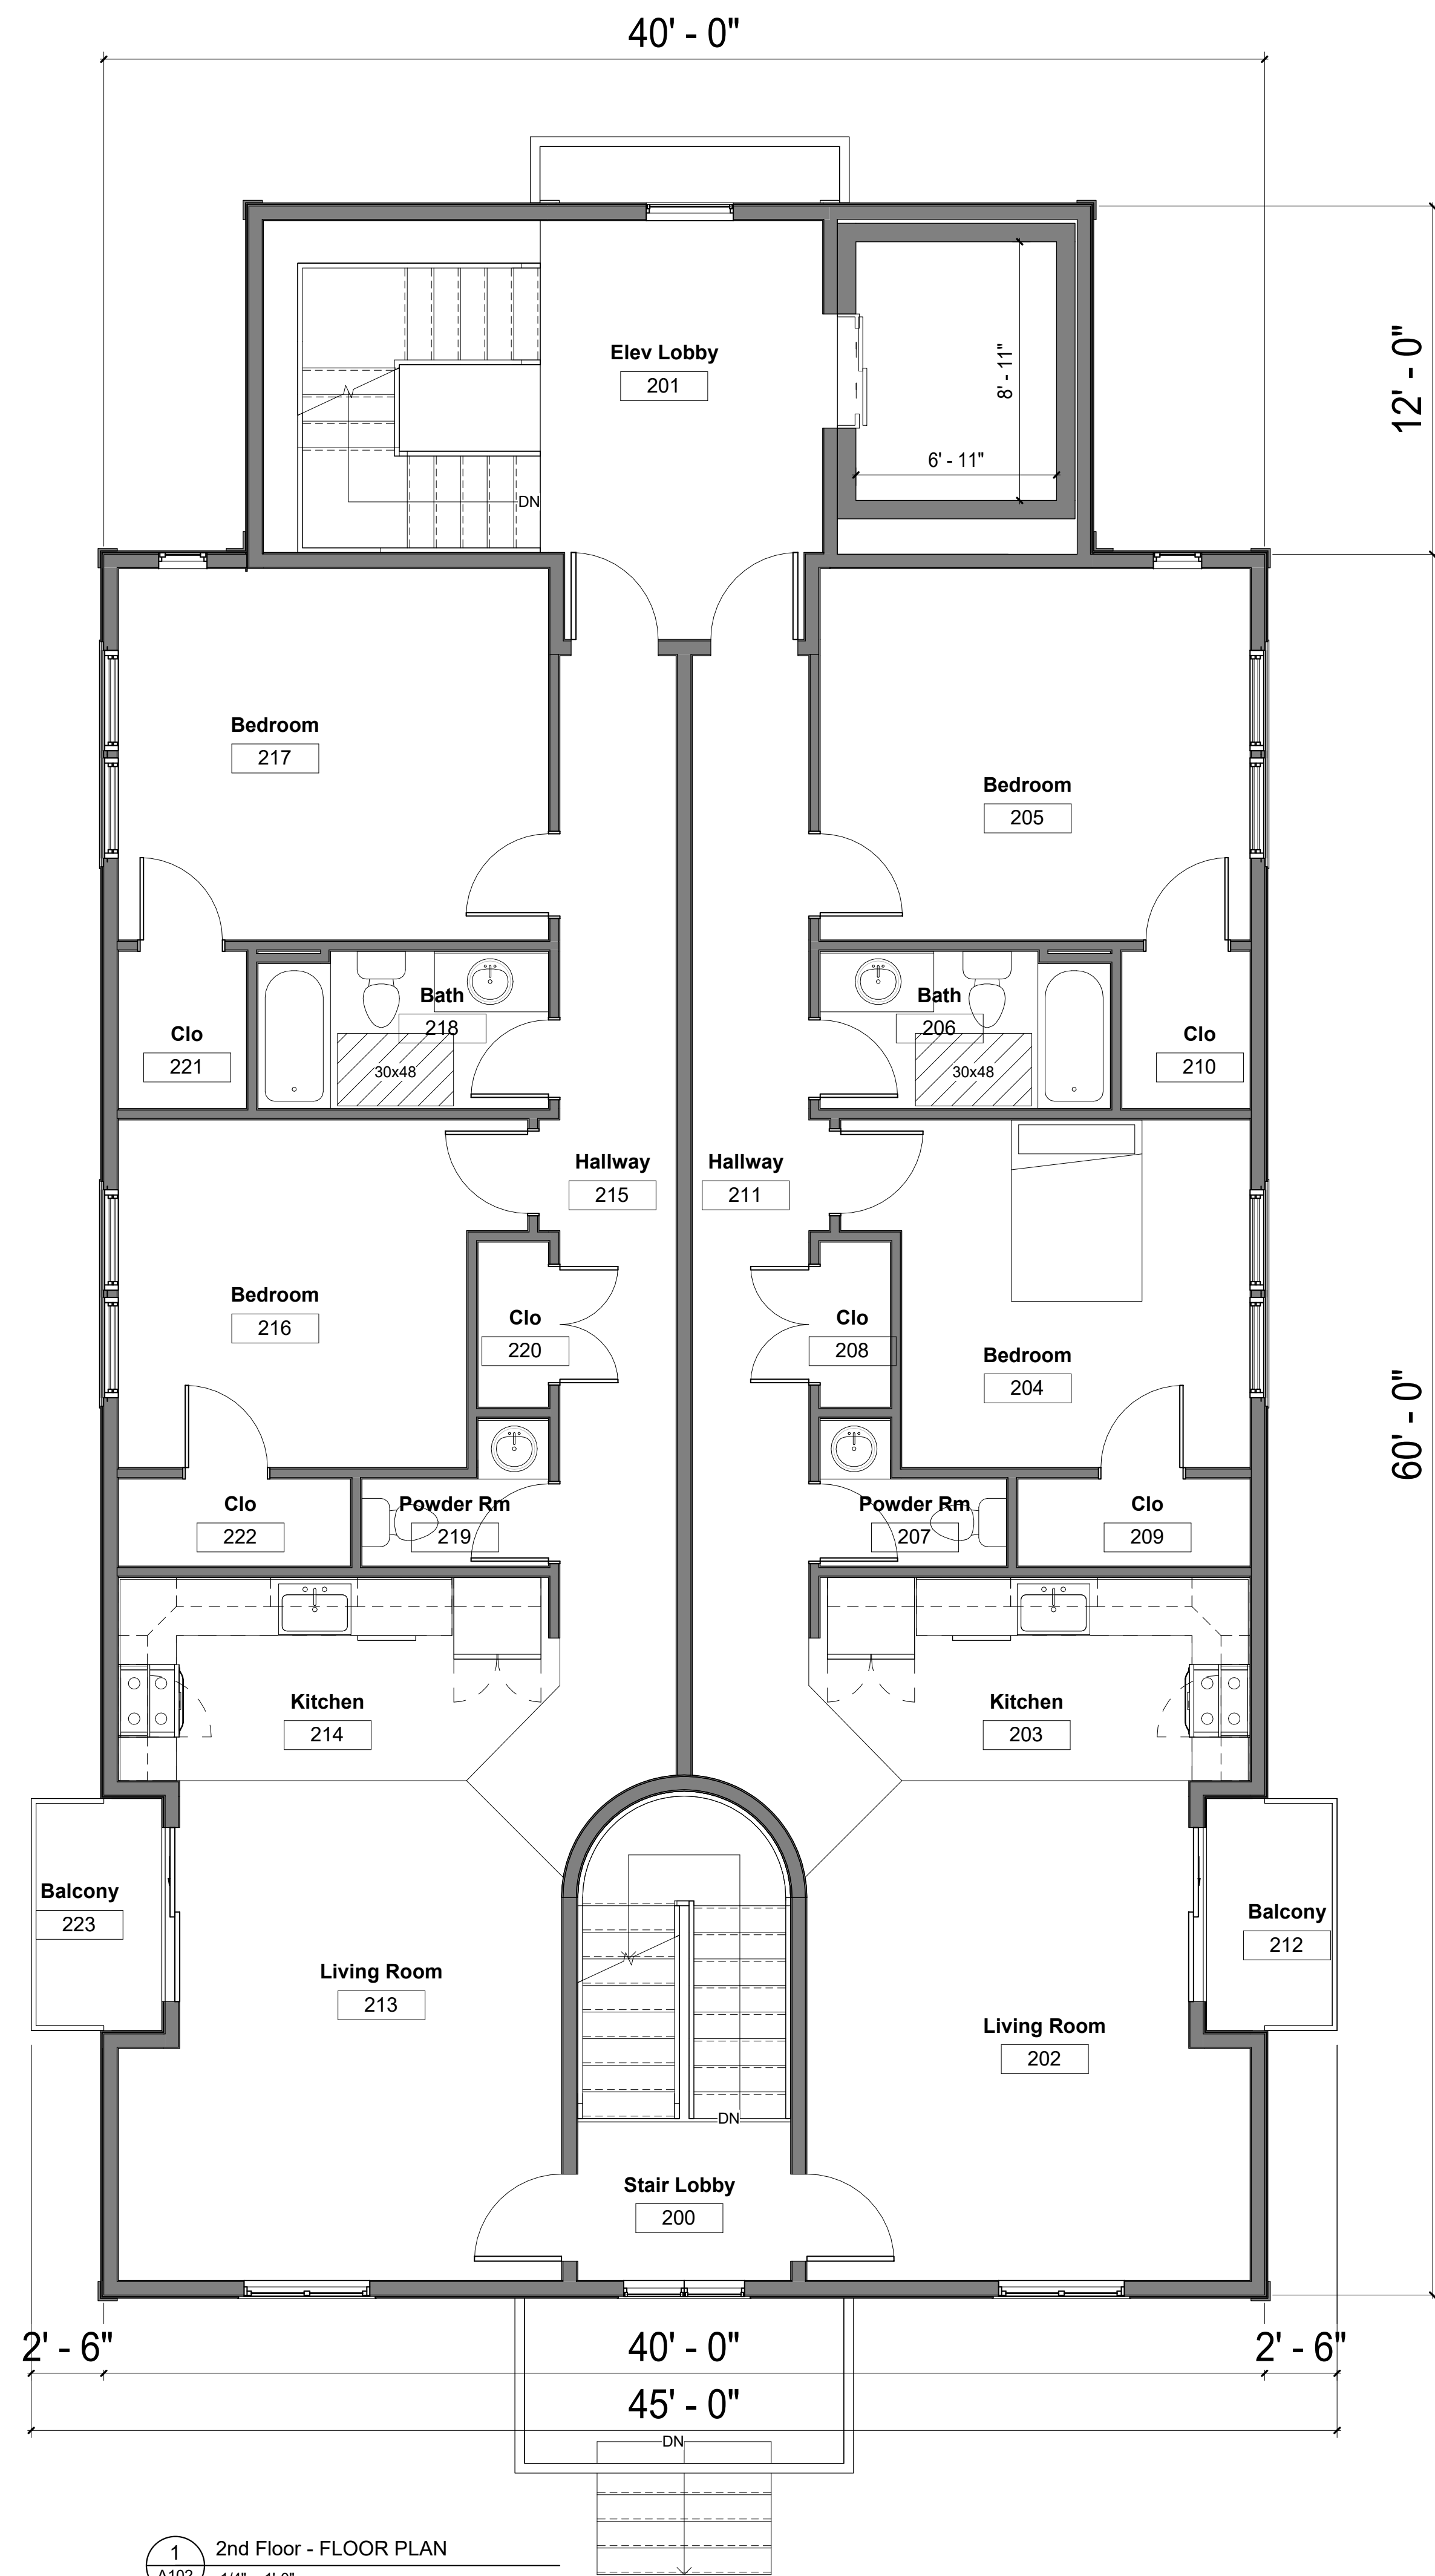 40' - 0"
12' - 0"
Elev Lobby
201
8' - 11"
6' - 11"
DN
Bedroom
217
Bedroom
205
Bath
218
30x48
Bath
206
30x48
Clo
221
Clo
210
Hallway
215
Hallway
211
Bedroom
216
Clo
220
Clo
208
Bedroom
204
60' - 0"
Clo
222
Powder Rm
219
Powder Rm
207
Clo
209
Kitchen
214
Kitchen
203
Balcony
223
Balcony
212
Living Room
213
Living Room
202
DN
Stair Lobby
200
2' - 6"
40' - 0"
2' - 6"
45' - 0"
DN
1
2nd Floor - FLOOR PLAN
A102